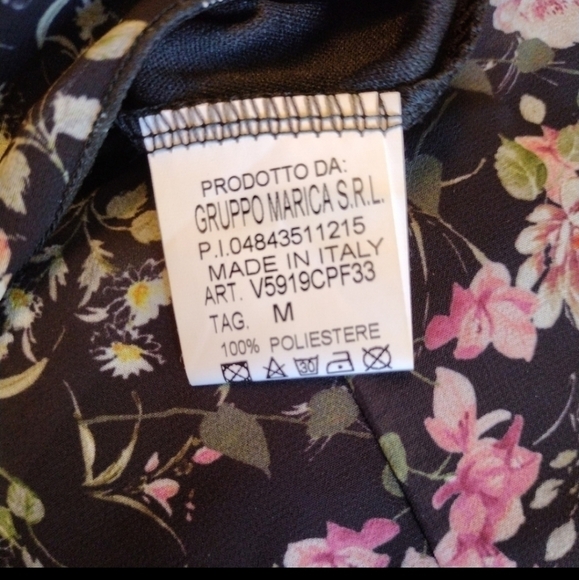 PRODOTTO DA:
GRUPPO MARICA S.R.L.
P.I.04843511215
MADE IN ITALY
ART. V5919CPF33
TAG. M
100% POLIESTERE
30